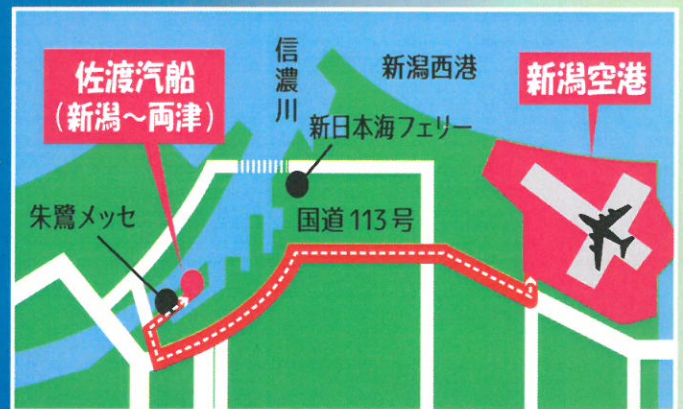 佐渡汽船
(新潟～両津)
信濃川
新潟西港
新潟空港
新日本海フェリー
朱鷺メッセ
国道113号